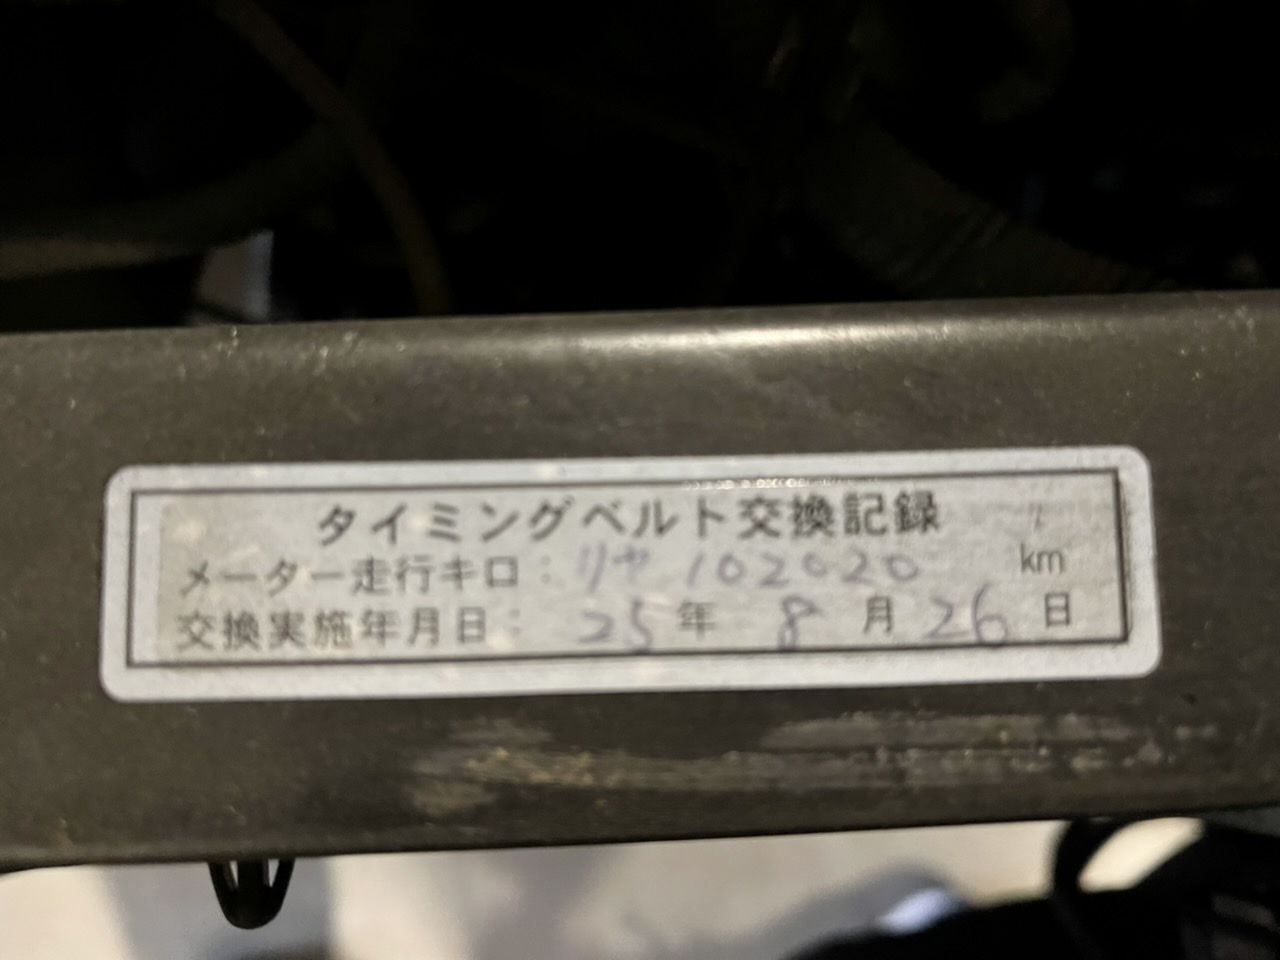 タイミングベルト交換記録
メーター走行キロ： リヤ 102020 km
交換実施年月日： 25 年 8 月 26 日